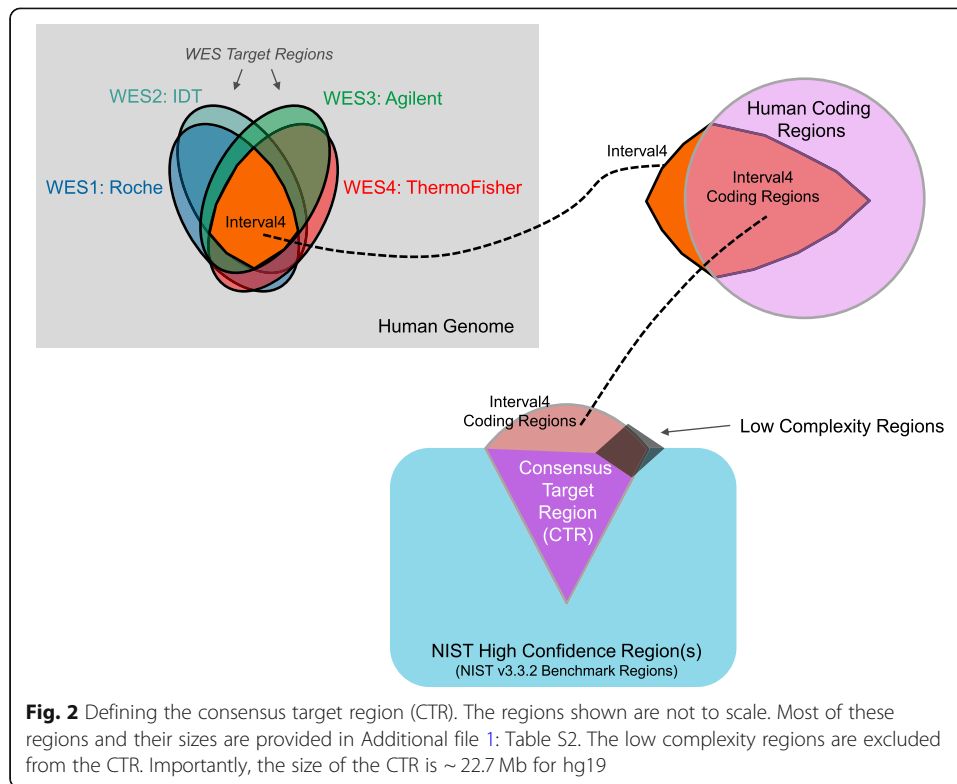 WES Target Regions
WES2: IDT
WES3: Agilent
WES1: Roche
WES4: ThermoFisher
Interval4
Human Genome
Human Coding
Regions
Interval4
Interval4
Coding Regions
Interval4
Coding Regions
Low Complexity Regions
Consensus
Target
Region
(CTR)
NIST High Confidence Region(s)
(NIST v3.3.2 Benchmark Regions)
Fig. 2 Defining the consensus target region (CTR). The regions shown are not to scale. Most of these
regions and their sizes are provided in Additional file 1: Table S2. The low complexity regions are excluded
from the CTR. Importantly, the size of the CTR is ~ 22.7 Mb for hg19